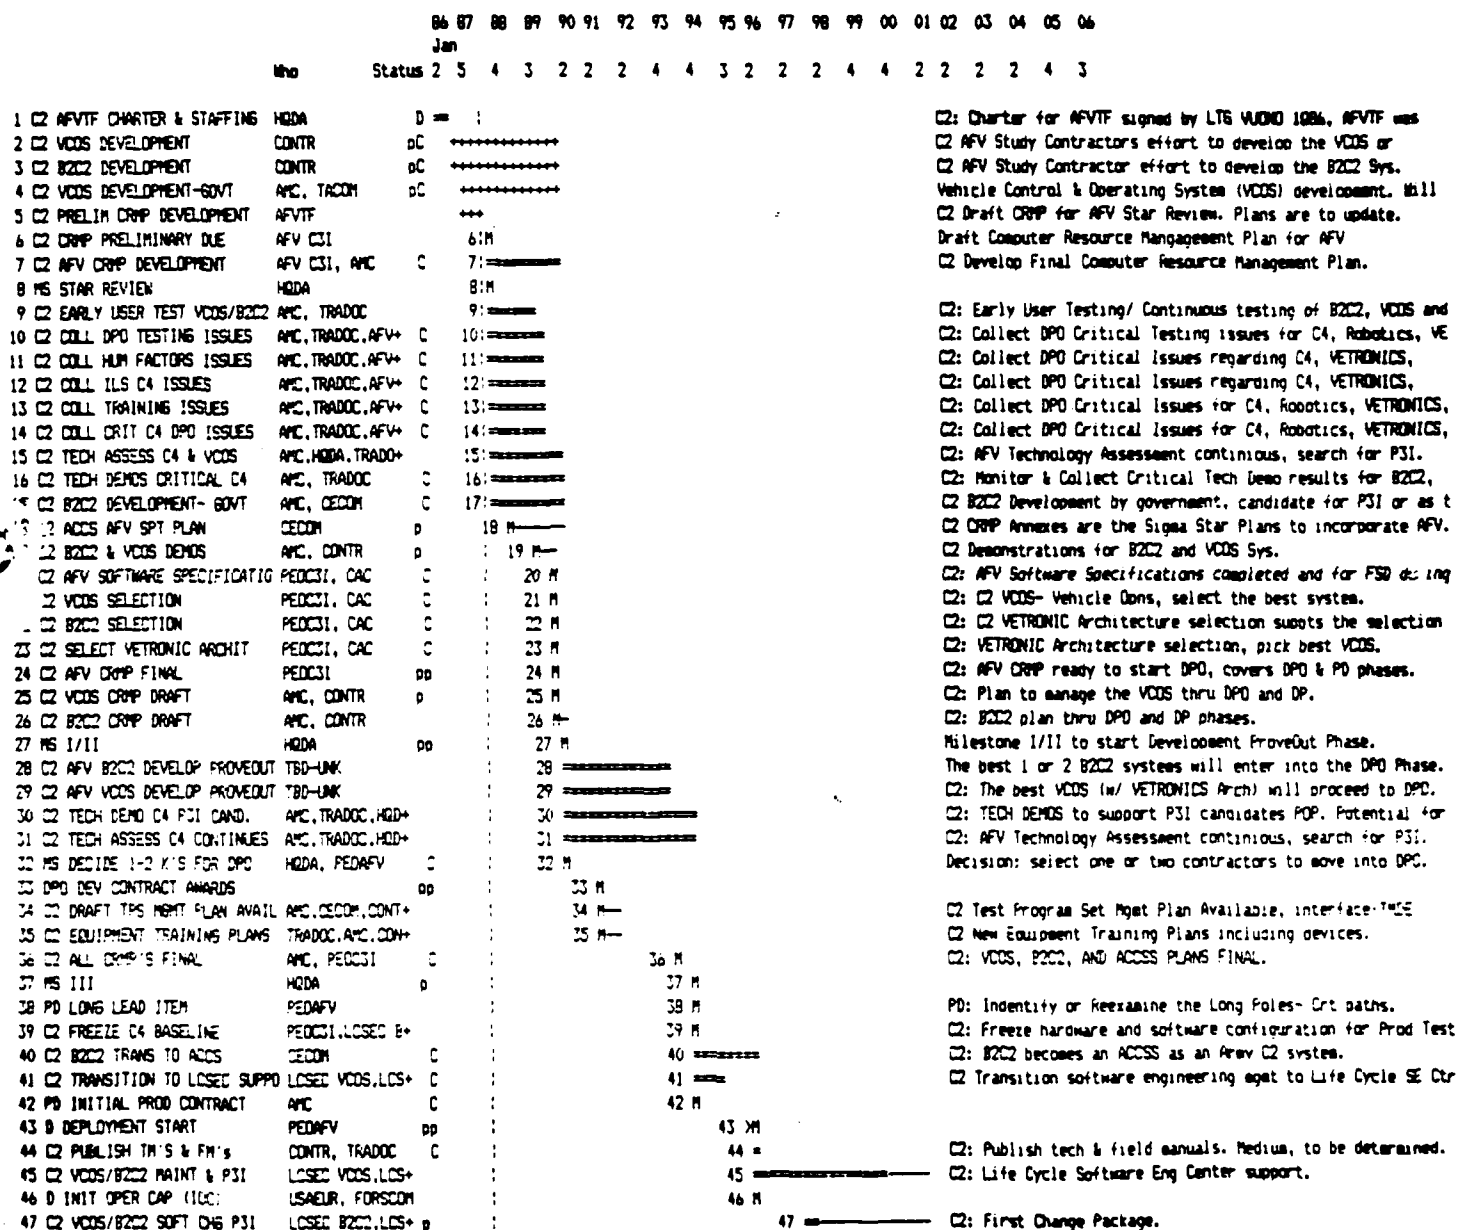 86 87 88 89 90 91 92 93 94 95 96 97 98 99 00 01 02 03 04 05 06
Jan
Who Status 2 5 4 3 2 2 2 4 4 3 2 2 2 4 4 2 2 2 2 4 3
1 C2 AFVTF CHARTER & STAFFING HQDA D == C2: Charter for AFVTF signed by LTG VUONO 1086, AFVTF was
2 C2 VCOS DEVELOPMENT CONTR pC +++++++++++++++ C2 AFV Study Contractors effort to develop the VCOS or
3 C2 B2C2 DEVELOPMENT CONTR pC +++++++++++++++ C2 AFV Study Contractor effort to develop the B2C2 Sys.
4 C2 VCOS DEVELOPMENT-GOVT AMC, TACOM pC ++++++++++++++ Vehicle Control & Operating System (VCOS) development. Will
5 C2 PRELIM CRMP DEVELOPMENT AFVTF +++ C2 Draft CRMP for AFV Star Review. Plans are to update.
6 C2 CRMP PRELIMINARY DUE AFV C3I 6:M Draft Computer Resource Mangagement Plan for AFV
7 C2 AFV CRMP DEVELOPMENT AFV C3I, AMC C 7:========== C2 Develop Final Computer Resource Management Plan.
8 MS STAR REVIEW HQDA 8:M
9 C2 EARLY USER TEST VCOS/B2C2 AMC, TRADOC 9:======= C2: Early User Testing/ Continuous testing of B2C2, VCOS and
10 C2 COLL DPO TESTING ISSUES AMC,TRADOC,AFV+ C 10:======== C2: Collect DPO Critical Testing issues for C4, Robotics, VE
11 C2 COLL HUM FACTORS ISSUES AMC,TRADOC,AFV+ C 11:======== C2: Collect DPO Critical Issues regarding C4, VETRONICS,
12 C2 COLL ILS C4 ISSUES AMC,TRADOC,AFV+ C 12:======== C2: Collect DPO Critical Issues regarding C4, VETRONICS,
13 C2 COLL TRAINING ISSUES AMC,TRADOC,AFV+ C 13:======== C2: Collect DPO Critical Issues for C4, Robotics, VETRONICS,
14 C2 COLL CRIT C4 DPO ISSUES AMC,TRADOC,AFV+ C 14:======== C2: Collect DPO Critical Issues for C4, Robotics, VETRONICS,
15 C2 TECH ASSESS C4 & VCOS AMC,HQDA,TRADO+ 15:========== C2: AFV Technology Assessment continious, search for P3I.
16 C2 TECH DEMOS CRITICAL C4 AMC, TRADOC C 16:========== C2: Monitor & Collect Critical Tech Demo results for B2C2,
C2 B2C2 DEVELOPMENT- GOVT AMC, CECOM C 17:========== C2 B2C2 Development by government, candidate for P3I or as t
ACCS AFV SPT PLAN CECOM p 18 M------ C2 CRMP Annexes are the Sigma Star Plans to incorporate AFV.
C2 B2C2 & VCOS DEMOS AMC, CONTR p 19 M-- C2 Demonstrations for B2C2 and VCOS Sys.
C2 AFV SOFTWARE SPECIFICATIO PEOC3I, CAC C : 20 M C2: AFV Software Specifications completed and for FSD
C2 VCOS SELECTION PEOC3I, CAC C : 21 M C2: C2 VCOS- Vehicle Opns, select the best system.
C2 B2C2 SELECTION PEOC3I, CAC C : 22 M C2: C2 VETRONIC Architecture selection suppts the selection
23 C2 SELECT VETRONIC ARCHIT PEOC3I, CAC C : 23 M C2: VETRONIC Architecture selection, pick best VCOS.
24 C2 AFV CRMP FINAL PEOC3I pp : 24 M C2: AFV CRMP ready to start DPO, covers DPO & PD phases.
25 C2 VCOS CRMP DRAFT AMC, CONTR p : 25 M C2: Plan to manage the VCOS thru DPO and DP.
26 C2 B2C2 CRMP DRAFT AMC, CONTR 26 M- C2: B2C2 plan thru DPO and DP phases.
27 MS I/II HQDA pp : 27 M Milestone I/II to start Development ProveOut Phase.
28 C2 AFV B2C2 DEVELOP PROVEOUT TBD-UNK : 28 ============= The best 1 or 2 B2C2 systems will enter into the DPO Phase.
29 C2 AFV VCOS DEVELOP PROVEOUT TBD-UNK : 29 ============= C2: The best VCOS (w/ VETRONICS Arch) will proceed to DPO.
30 C2 TECH DEMO C4 P3I CAND. AMC,TRADOC,HQD+ 30 ================ C2: TECH DEMOS to support P3I candidates POP. Potential for
31 C2 TECH ASSESS C4 CONTINUES AMC,TRADOC,HQD+ 31 ================ C2: AFV Technology Assessment continious, search for P3I.
32 MS DECIDE 1-2 K'S FOR DPO HQDA, PEOAFV C : 32 M Decision: select one or two contractors to move into DPO.
33 DPO DEV CONTRACT AWARDS pp : 33 M
34 C2 DRAFT TPS MGMT PLAN AVAIL AMC,CECOM,CONT+ : 34 M-- C2 Test Program Set Mgmt Plan Available, interface-TMDE
35 C2 EQUIPMENT TRAINING PLANS TRADOC,AMC,CON+ : 35 M-- C2 New Equipment Training Plans including devices.
36 C2 ALL CRMP'S FINAL AMC, PEOC3I C : 36 M C2: VCOS, B2C2, AND ACCSS PLANS FINAL.
37 MS III HQDA p : 37 M
38 PD LONG LEAD ITEM PEOAFV : 38 M PD: Indentify or Reexamine the Long Poles- Crt paths.
39 C2 FREEZE C4 BASELINE PEOC3I,LCSEC B+ : 39 M C2: Freeze hardware and software configuration for Prod Test
40 C2 B2C2 TRANS TO ACCS CECOM C : 40 ======== C2: B2C2 becomes an ACCSS as an Army C2 system.
41 C2 TRANSITION TO LCSEC SUPPO LCSEC VCOS,LCS+ C : 41 ==== C2 Transition software engineering mgmt to Life Cycle SE Ctr
42 PD INITIAL PROD CONTRACT AMC C : 42 M
43 D DEPLOYMENT START PEOAFV pp : 43 >M
44 C2 PUBLISH TM'S & FM's CONTR, TRADOC C : 44 = C2: Publish tech & field manuals. Medium, to be determined.
45 C2 VCOS/B2C2 MAINT & P3I LCSEC VCOS,LCS+ : 45 ================------ C2: Life Cycle Software Eng Center support.
46 D INIT OPER CAP (IOC) USAEUR, FORSCOM : 46 M
47 C2 VCOS/B2C2 SOFT CHG P3I LCSEC B2C2,LCS+ p : 47 ==------------ C2: First Change Package.